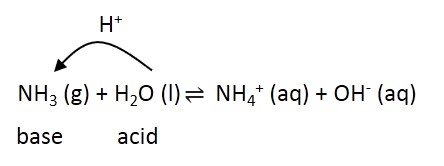 H⁺
NH₃ (g) + H₂O (l) ⇌ NH₄⁺ (aq) + OH⁻ (aq)
base acid